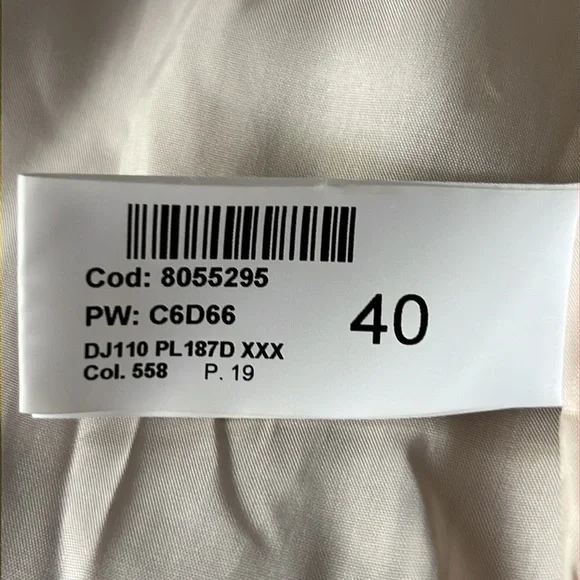 Cod: 8055295
PW: C6D66
40
DJ110 PL187D XXX
Col. 558 P. 19